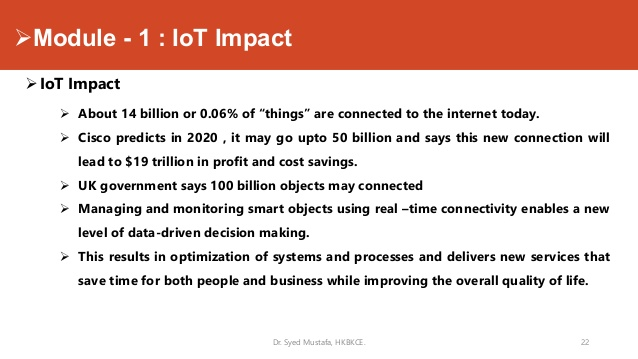 ➢Module - 1 : IoT Impact
➢ IoT Impact
➢ About 14 billion or 0.06% of “things” are connected to the internet today.
➢ Cisco predicts in 2020 , it may go upto 50 billion and says this new connection will
lead to $19 trillion in profit and cost savings.
➢ UK government says 100 billion objects may connected
➢ Managing and monitoring smart objects using real –time connectivity enables a new
level of data-driven decision making.
➢ This results in optimization of systems and processes and delivers new services that
save time for both people and business while improving the overall quality of life.
Dr. Syed Mustafa, HKBKCE.
22